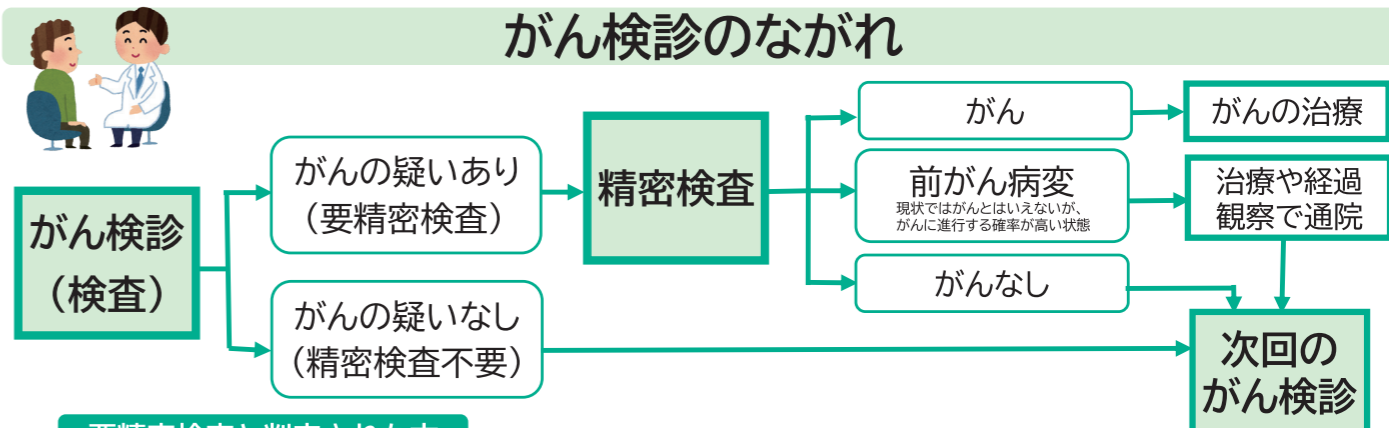 がん検診のながれ
がん検診
（検査）
がんの疑いあり
（要精密検査）
がんの疑いなし
（精密検査不要）
精密検査
がん
前がん病変
現状ではがんとはいえないが、
がんに進行する確率が高い状態
がんなし
がんの治療
治療や経過
観察で通院
次回の
がん検診